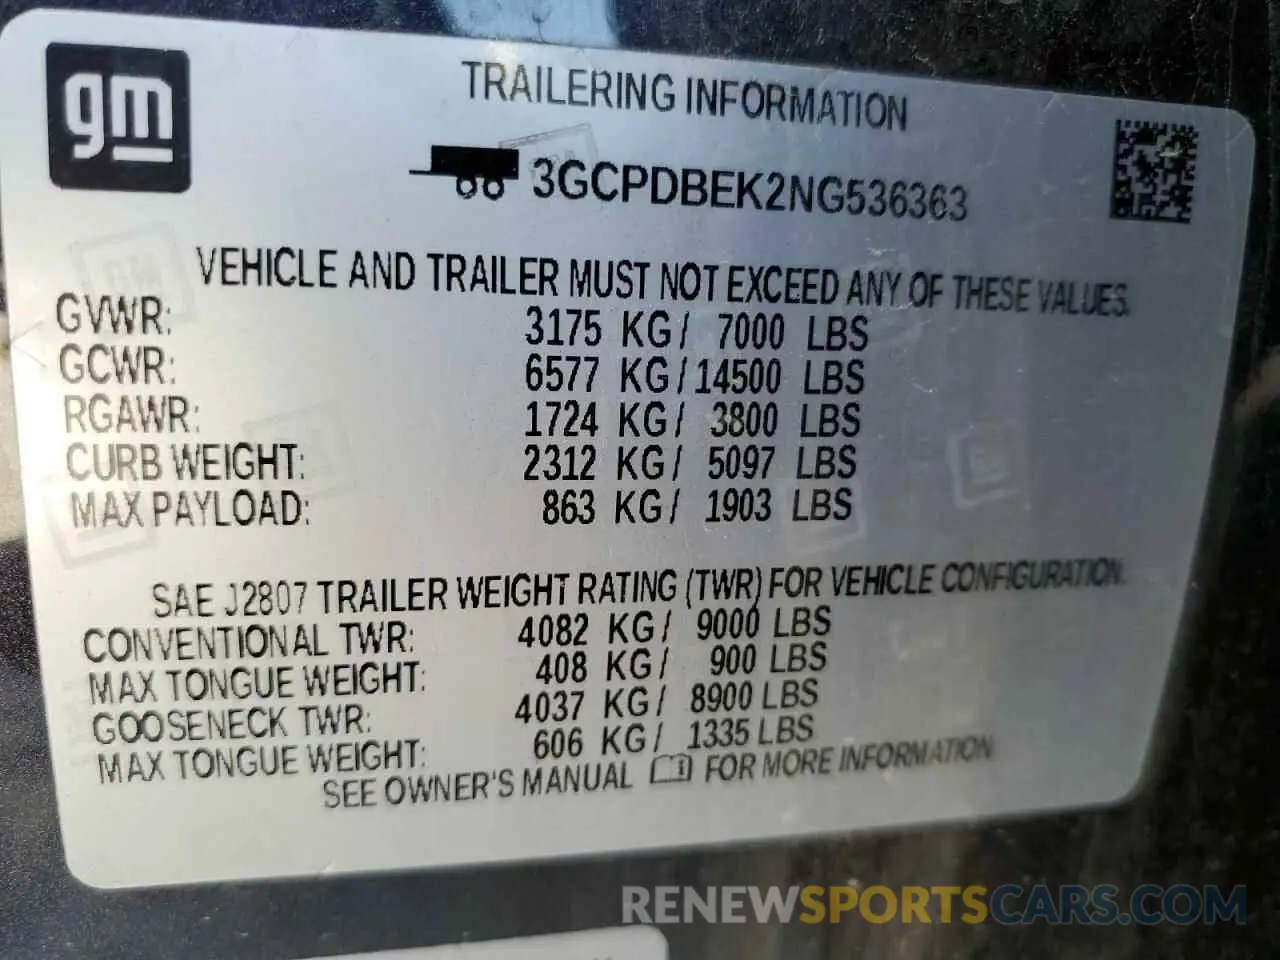 gm
TRAILERING INFORMATION
3GCPDBEK2NG536363
VEHICLE AND TRAILER MUST NOT EXCEED ANY OF THESE VALUES.
GVWR: 3175 KG/ 7000 LBS
GCWR: 6577 KG/ 14500 LBS
RGAWR: 1724 KG/ 3800 LBS
CURB WEIGHT: 2312 KG/ 5097 LBS
MAX PAYLOAD: 863 KG/ 1903 LBS
SAE J2807 TRAILER WEIGHT RATING (TWR) FOR VEHICLE CONFIGURATION.
CONVENTIONAL TWR: 4082 KG/ 9000 LBS
MAX TONGUE WEIGHT: 408 KG/ 900 LBS
GOOSENECK TWR: 4037 KG/ 8900 LBS
MAX TONGUE WEIGHT: 606 KG/ 1335 LBS
SEE OWNER'S MANUAL FOR MORE INFORMATION
RENEWSPORTSCARS.COM